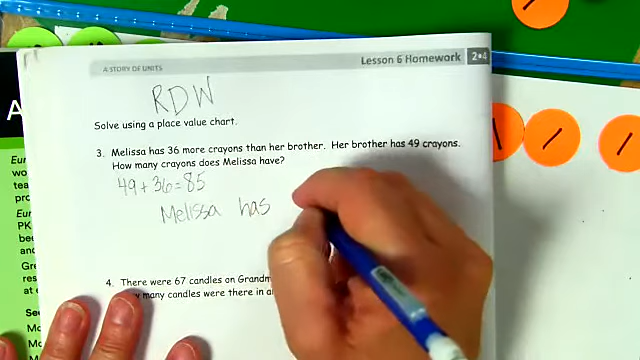 A STORY OF UNITS
Lesson 6 Homework 2•4
RDW
Solve using a place value chart.
3. Melissa has 36 more crayons than her brother. Her brother has 49 crayons.
How many crayons does Melissa have?
49+36=85
Melissa has
4. There were 67 candles on
many candles were there in